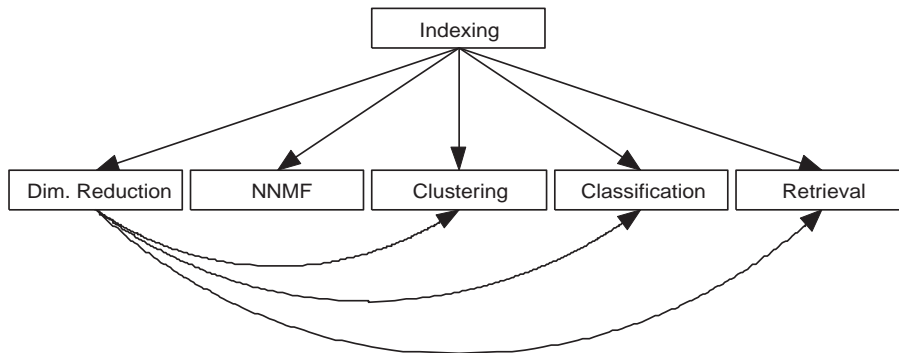 Indexing
Dim. Reduction NNMF Clustering Classification Retrieval